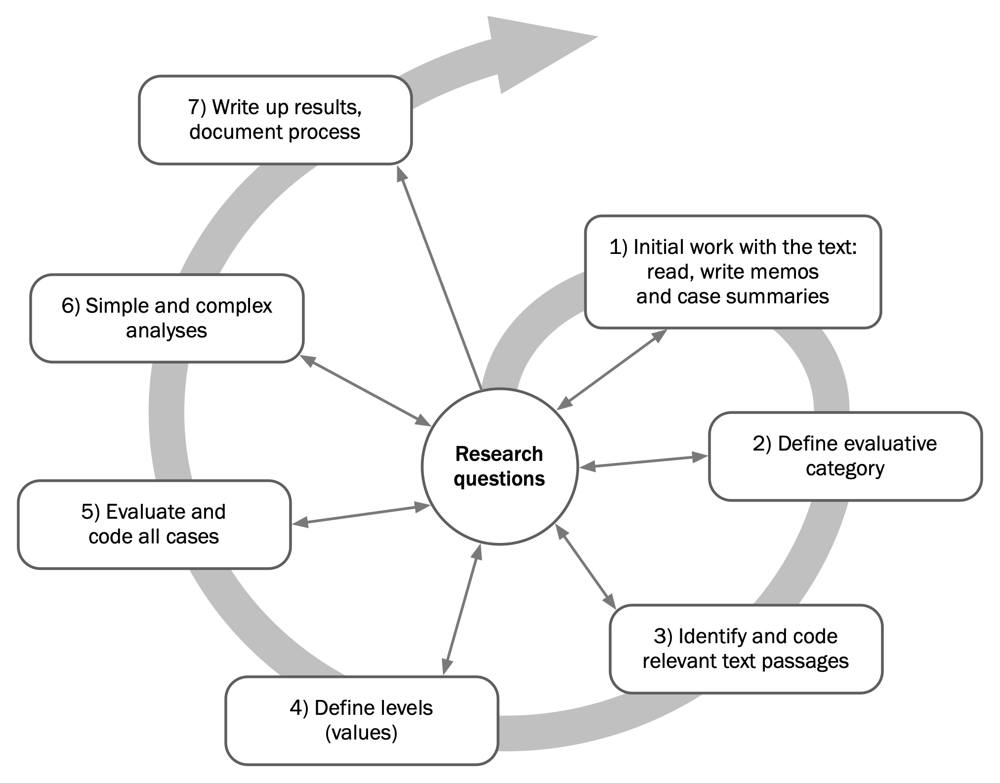 7) Write up results,
document process
1) Initial work with the text:
read, write memos
and case summaries
6) Simple and complex
analyses
Research
questions
2) Define evaluative
category
5) Evaluate and
code all cases
3) Identify and code
relevant text passages
4) Define levels
(values)